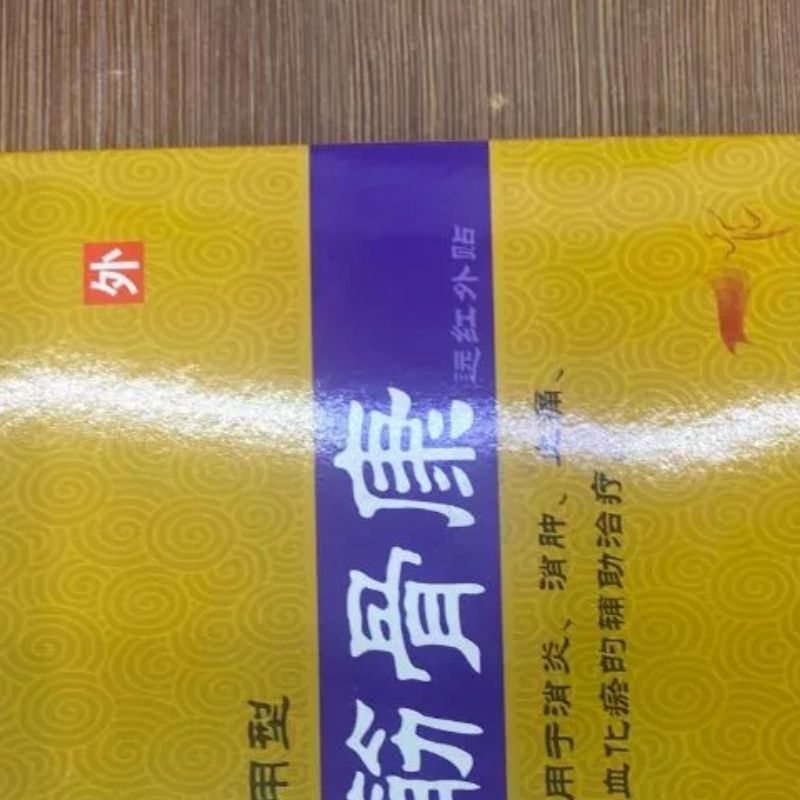 外
用型
筋骨康
远红外贴
用于消炎、消肿、止痛、
血化瘀的辅助治疗